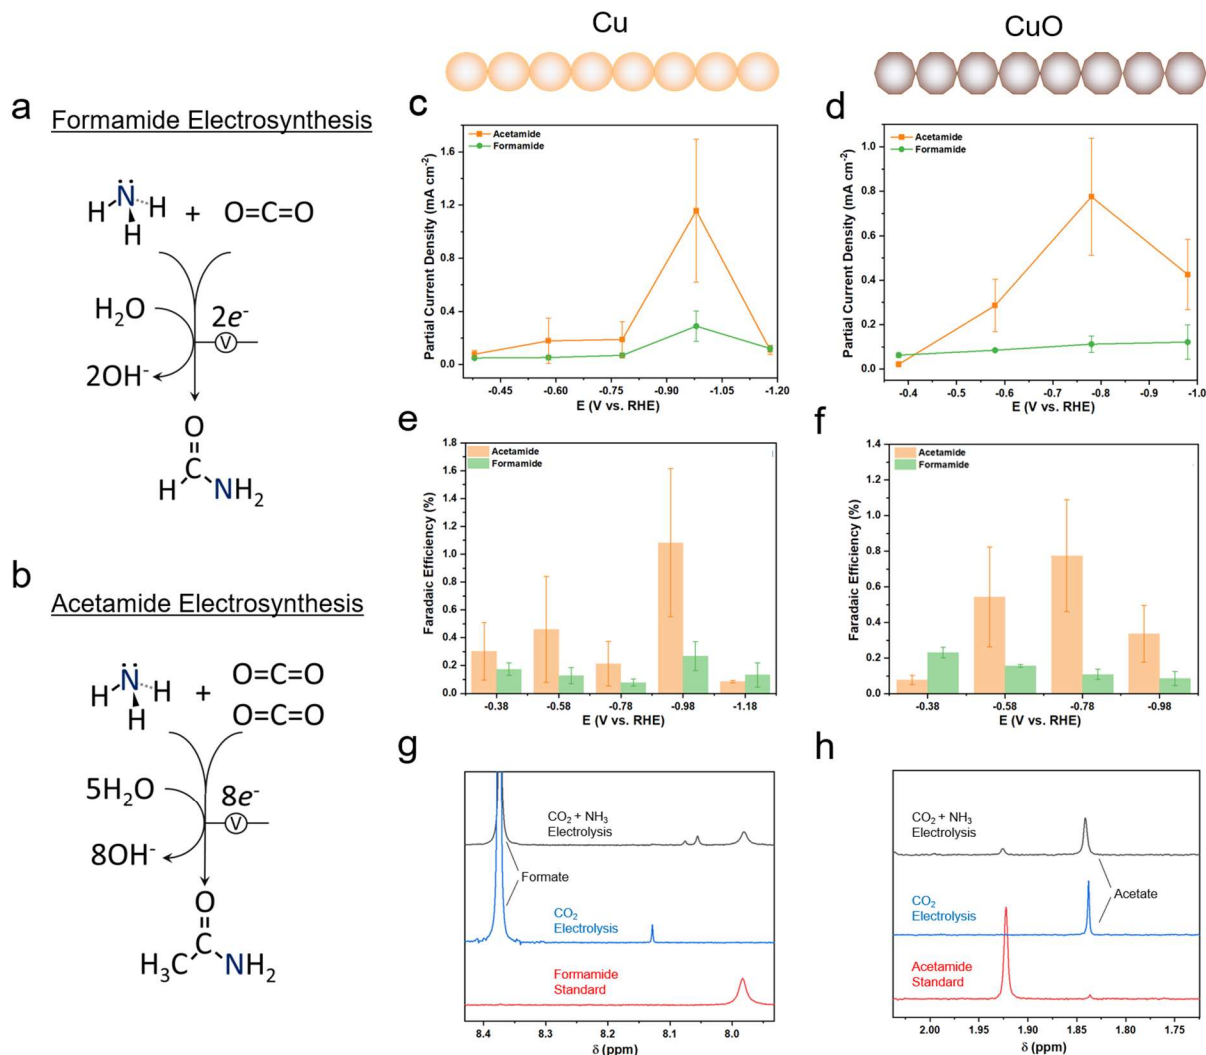 Cu
CuO
a
Formamide Electrosynthesis
N
H
H
H
+
O=C=O
H2O
2e-
V
2OH-
O
C
H
NH2
b
Acetamide Electrosynthesis
N
H
H
H
+
O=C=O
O=C=O
5H2O
8e-
V
8OH-
O
C
H3C
NH2
c
Acetamide
Formamide
Partial Current Density (mA cm-2)
1.6
1.2
0.8
0.4
0.0
-0.45 -0.60 -0.75 -0.90 -1.05 -1.20
E (V vs. RHE)
d
Acetamide
Formamide
Partial Current Density (mA cm-2)
1.0
0.8
0.6
0.4
0.2
0.0
-0.4 -0.5 -0.6 -0.7 -0.8 -0.9 -1.0
E (V vs. RHE)
e
Acetamide
Formamide
Faradaic Efficiency (%)
1.8
1.6
1.4
1.2
1.0
0.8
0.6
0.4
0.2
0.0
-0.38 -0.58 -0.78 -0.98 -1.18
E (V vs. RHE)
f
Acetamide
Formamide
Faradaic Efficiency (%)
1.4
1.2
1.0
0.8
0.6
0.4
0.2
0.0
-0.38 -0.58 -0.78 -0.98
E (V vs. RHE)
g
CO2 + NH3
Electrolysis
Formate
CO2
Electrolysis
Formamide
Standard
8.4 8.3 8.2 8.1 8.0
δ (ppm)
h
CO2 + NH3
Electrolysis
Acetate
CO2
Electrolysis
Acetamide
Standard
2.00 1.95 1.90 1.85 1.80 1.75
δ (ppm)